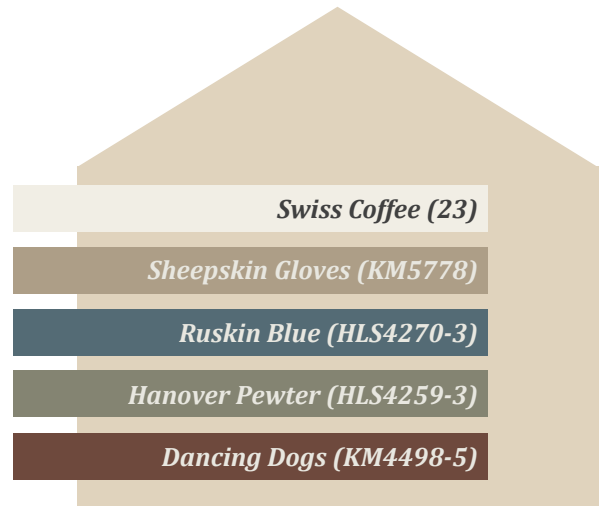 Swiss Coffee (23)
Sheepskin Gloves (KM5778)
Ruskin Blue (HLS4270-3)
Hanover Pewter (HLS4259-3)
Dancing Dogs (KM4498-5)